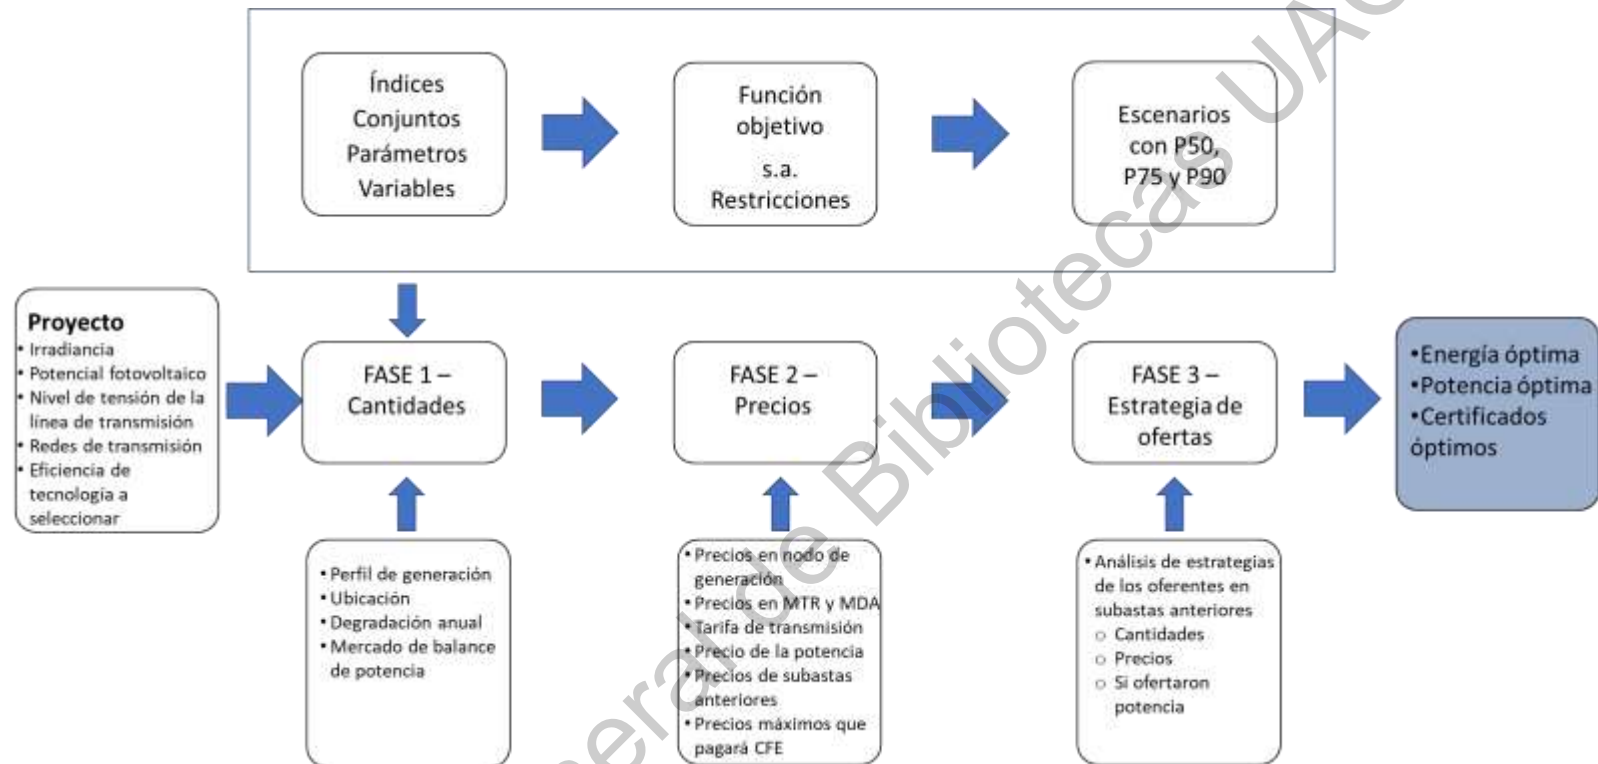 Índices
Conjuntos
Parámetros
Variables
Función
objetivo
s.a.
Restricciones
Escenarios
con P50,
P75 y P90
Proyecto
• Irradiancia
• Potencial fotovoltaico
• Nivel de tensión de la
línea de transmisión
• Redes de transmisión
• Eficiencia de
tecnología a
seleccionar
FASE 1 –
Cantidades
FASE 2 –
Precios
FASE 3 –
Estrategia de
ofertas
•Energía óptima
•Potencia óptima
•Certificados
óptimos
• Perfil de generación
• Ubicación
• Degradación anual
• Mercado de balance
de potencia
• Precios en nodo de
generación
• Precios en MTR y MDA
• Tarifa de transmisión
• Precio de la potencia
• Precios de subastas
anteriores
• Precios máximos que
pagará CFE
• Análisis de estrategias
de los oferentes en
subastas anteriores
○ Cantidades
○ Precios
○ Si ofertaron
potencia
eral de Bibliotecas